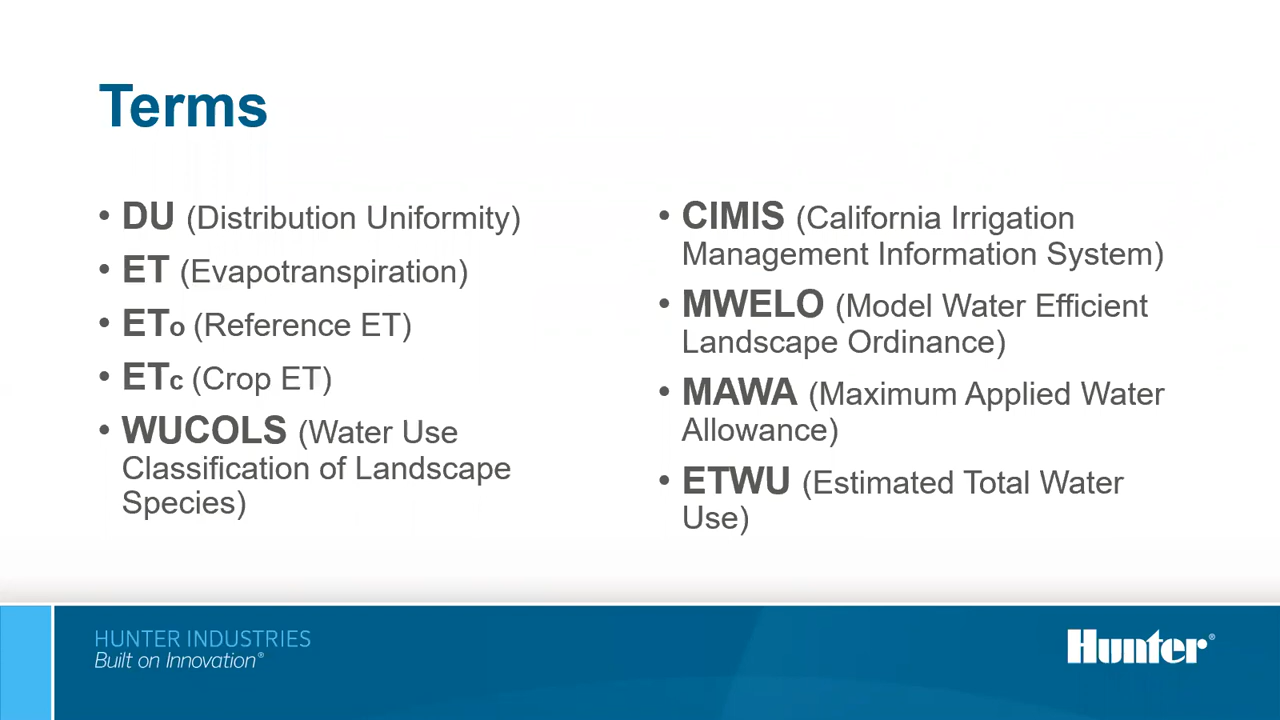 Terms
• DU (Distribution Uniformity)
• ET (Evapotranspiration)
• ETo (Reference ET)
• ETc (Crop ET)
• WUCOLS (Water Use
Classification of Landscape
Species)
• CIMIS (California Irrigation
Management Information System)
• MWELO (Model Water Efficient
Landscape Ordinance)
• MAWA (Maximum Applied Water
Allowance)
• ETWU (Estimated Total Water
Use)
HUNTER INDUSTRIES
Built on Innovation®
Hunter®